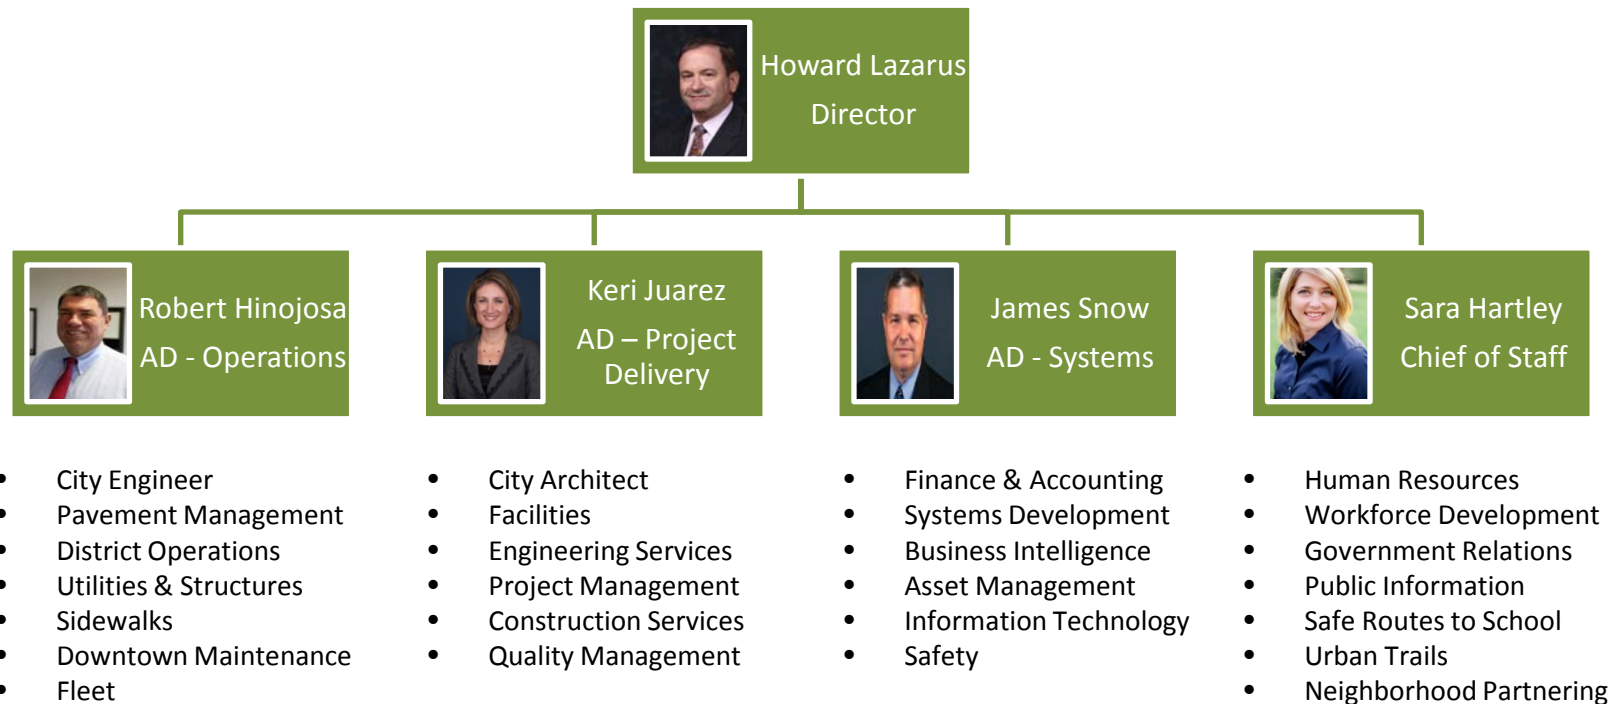 Howard Lazarus
Director
Robert Hinojosa
AD - Operations
Keri Juarez
AD – Project
Delivery
James Snow
AD - Systems
Sara Hartley
Chief of Staff
• City Engineer
• Pavement Management
• District Operations
• Utilities & Structures
• Sidewalks
• Downtown Maintenance
• Fleet
• City Architect
• Facilities
• Engineering Services
• Project Management
• Construction Services
• Quality Management
• Finance & Accounting
• Systems Development
• Business Intelligence
• Asset Management
• Information Technology
• Safety
• Human Resources
• Workforce Development
• Government Relations
• Public Information
• Safe Routes to School
• Urban Trails
• Neighborhood Partnering